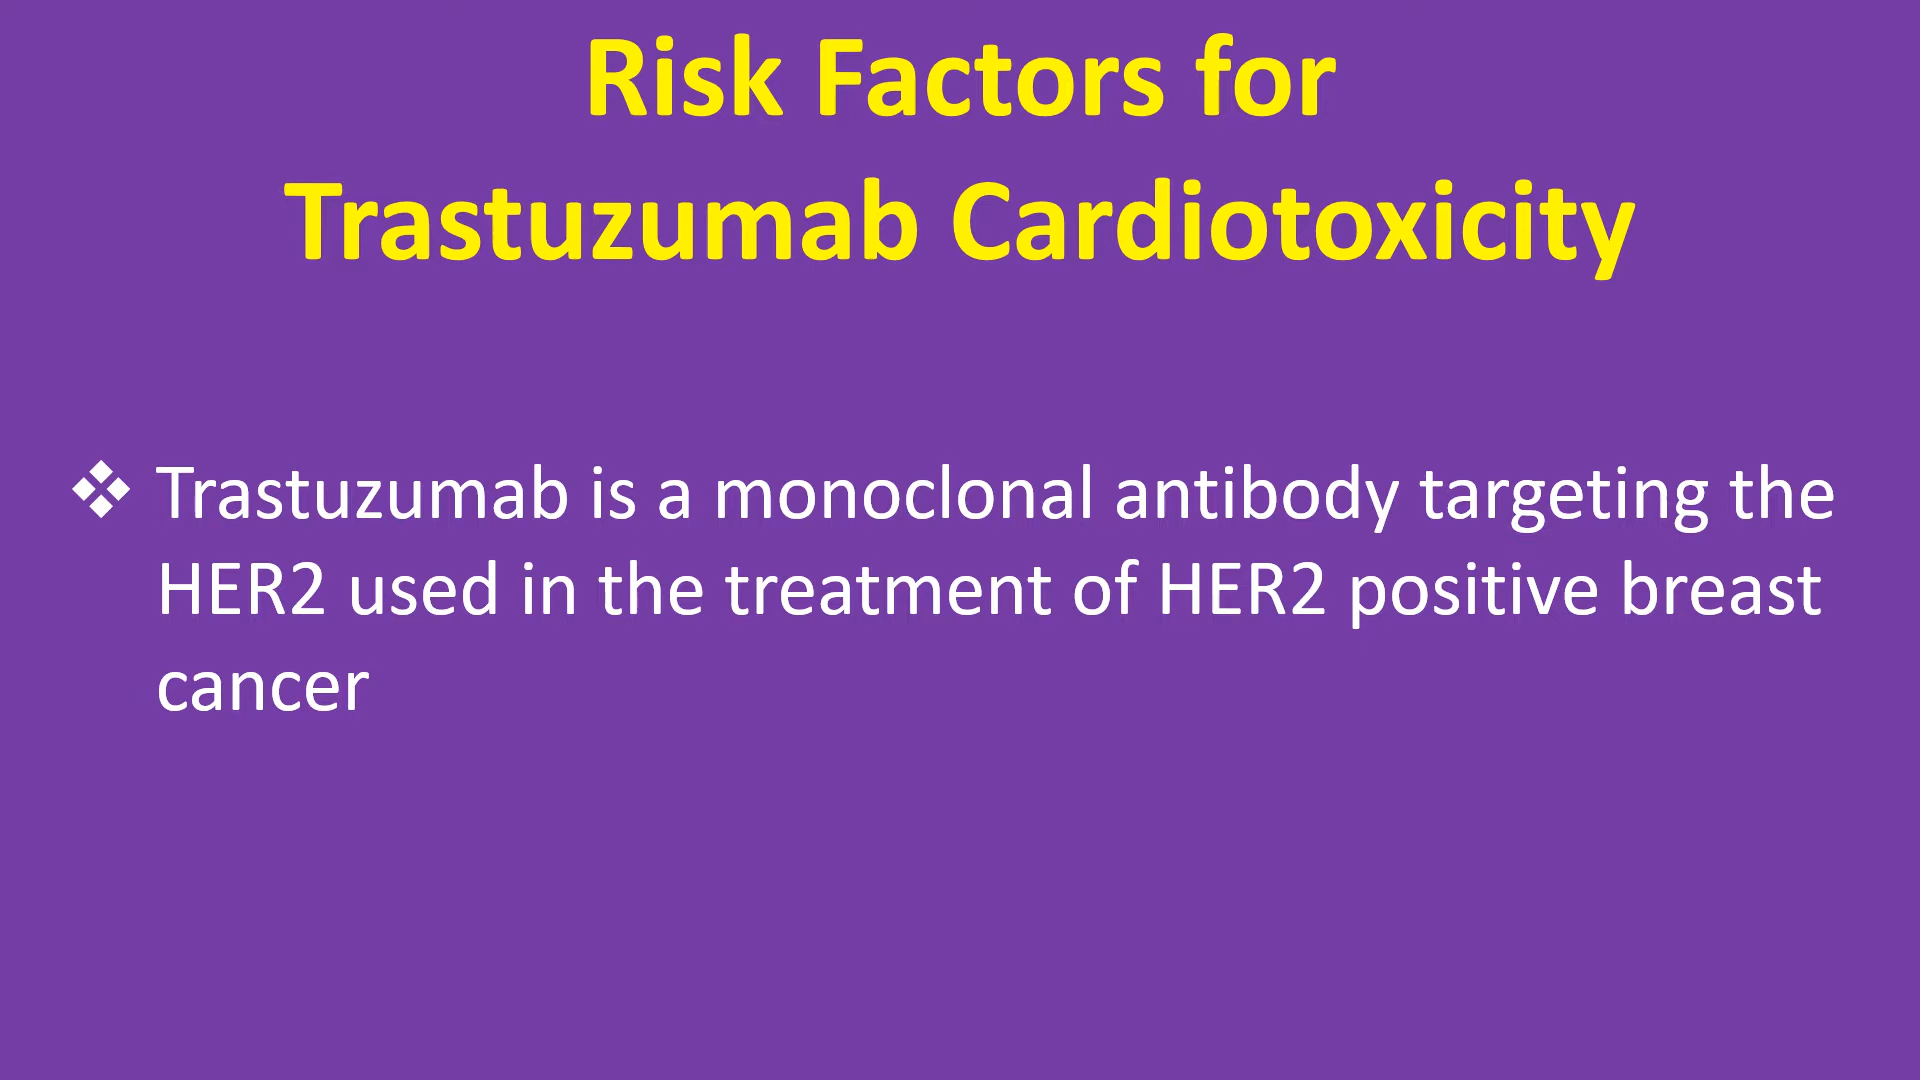 Risk Factors for
Trastuzumab Cardiotoxicity
❖ Trastuzumab is a monoclonal antibody targeting the
HER2 used in the treatment of HER2 positive breast
cancer